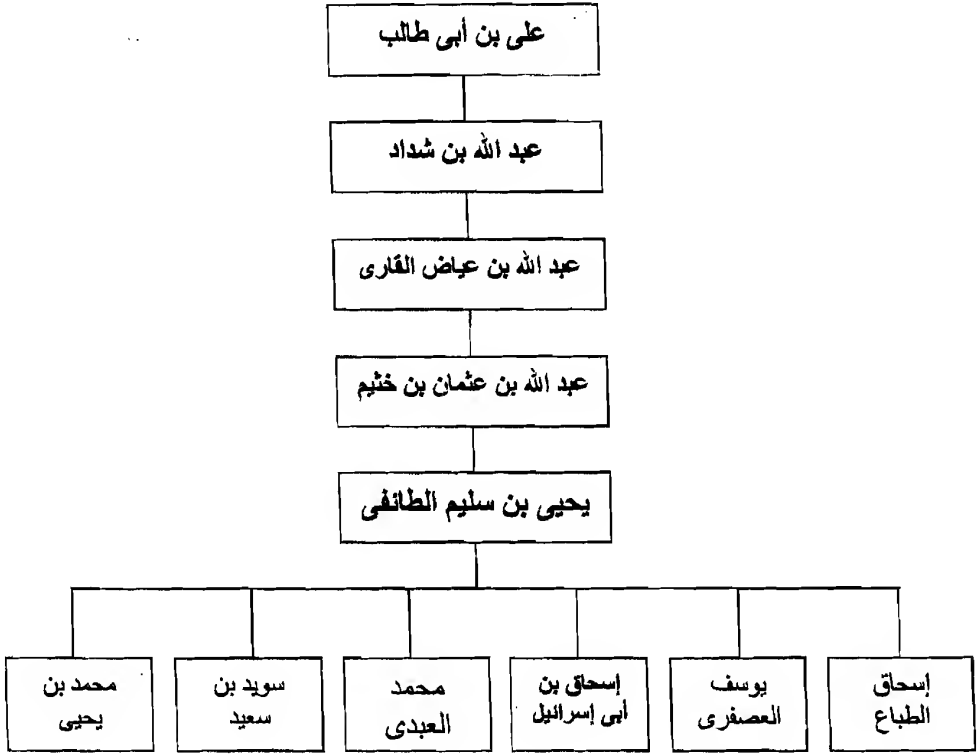 على بن أبى طالب
عبد الله بن شداد
عبد الله بن عياض القارى
عبد الله بن عثمان بن خثيم
يحيى بن سليم الطائفى
إسحاق
الطباع
يوسف
العصفرى
إسحاق بن
أبى إسرائيل
محمد
العبدى
سويد بن
سعيد
محمد بن
يحيى